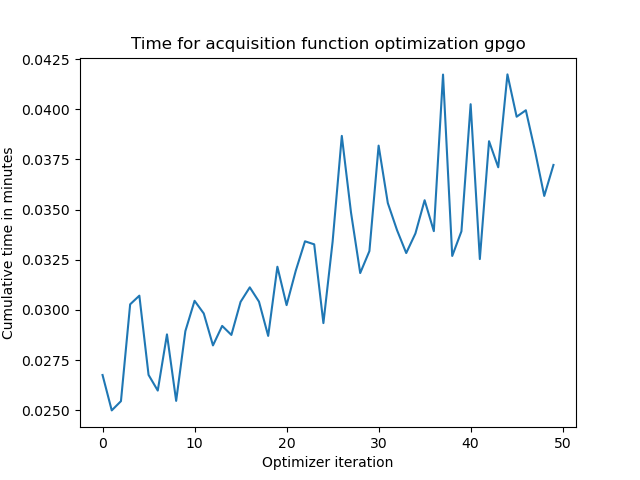 Time for acquisition function optimization gpgo
0.0425
0.0400
0.0375
0.0350
0.0325
0.0300
0.0275
0.0250
Cumulative time in minutes
0 10 20 30 40 50
Optimizer iteration